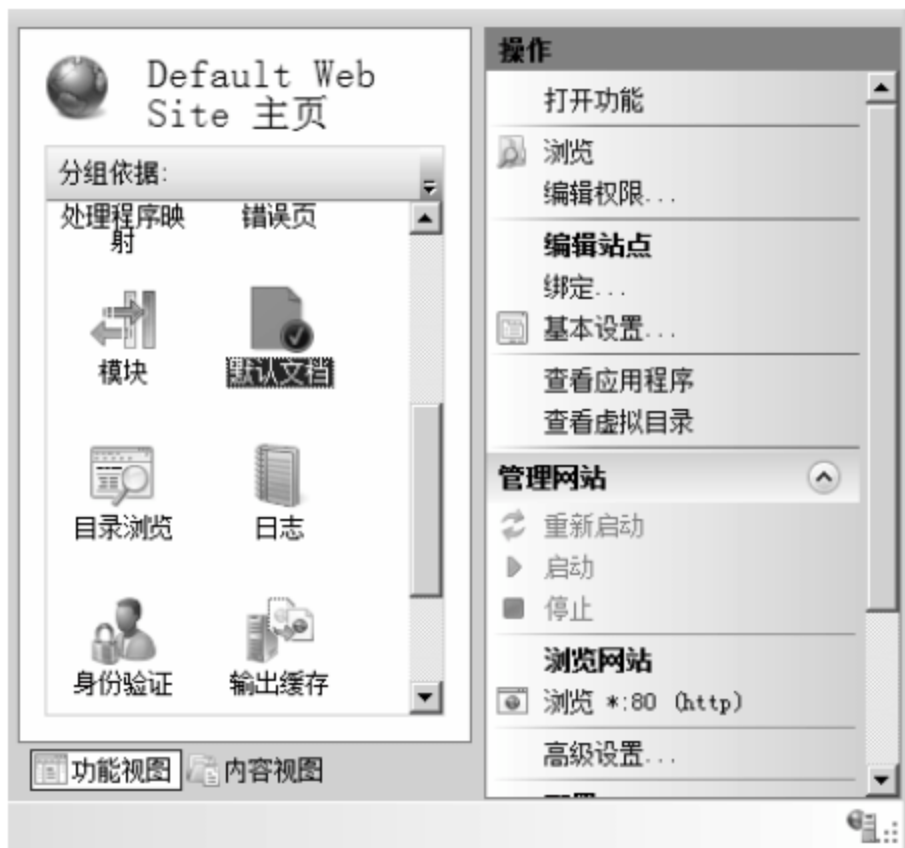 Default Web
Site 主页
分组依据:
处理程序映
射
错误页
模块
默认文档
目录浏览
日志
身份验证
输出缓存
功能视图
内容视图
操作
打开功能
浏览
编辑权限...
编辑站点
绑定...
基本设置...
查看应用程序
查看虚拟目录
管理网站
重新启动
启动
停止
浏览网站
浏览 *:80 (http)
高级设置...